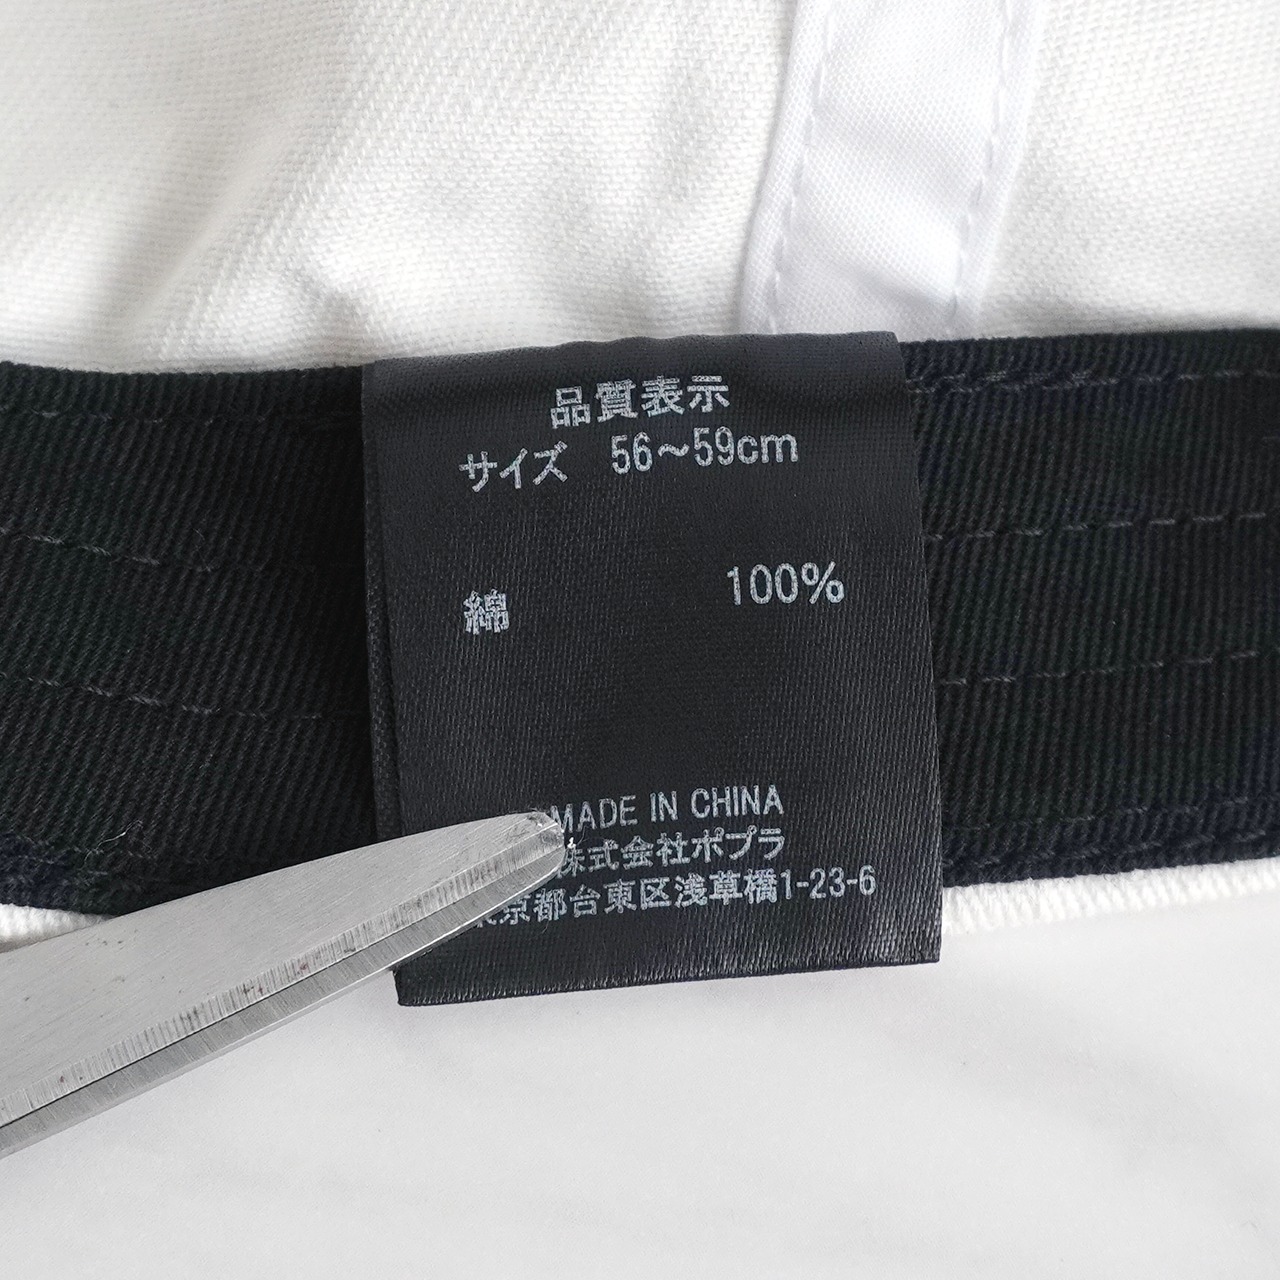 品質表示
サイズ 56～59cm
綿 100%
MADE IN CHINA
株式会社ポプラ
東京都台東区浅草橋1-23-6